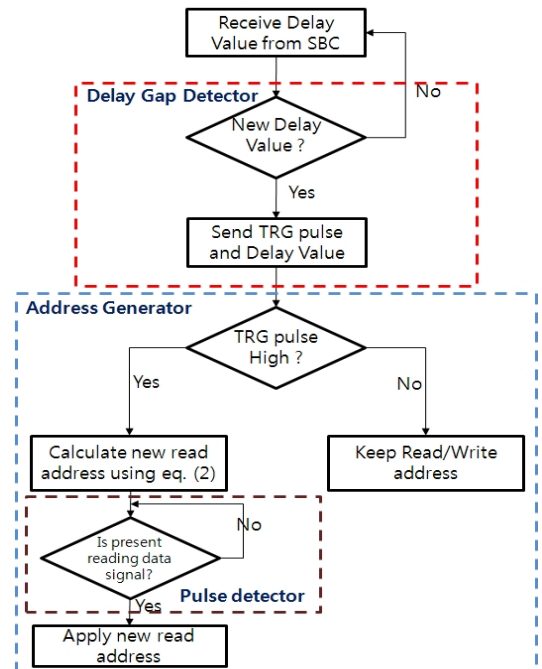 Receive Delay
Value from SBC
No
Delay Gap Detector
New Delay
Value ?
Yes
Send TRG pulse
and Delay Value
Address Generator
TRG pulse
High ?
Yes
No
Calculate new read
address using eq. (2)
Keep Read/Write
address
No
Is present
reading data
signal?
Pulse detector
Yes
Apply new read
address